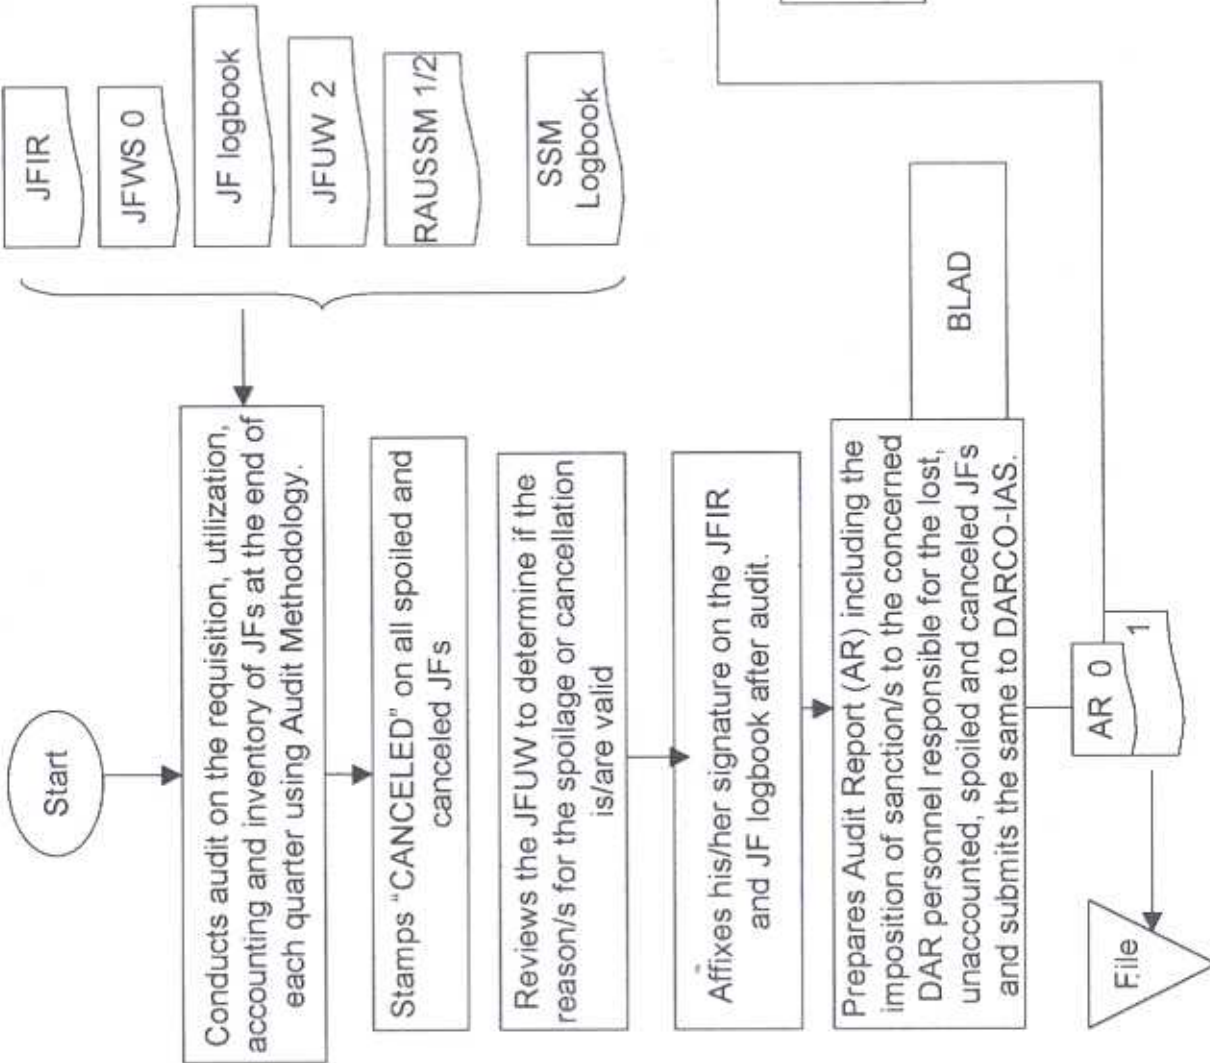 Start
JFIR
JFWS 0
JF logbook
JFUW 2
RAUSSM 1/2
SSM
Logbook
Conducts audit on the requisition, utilization,
accounting and inventory of JFs at the end of
each quarter using Audit Methodology.
Stamps “CANCELED” on all spoiled and
canceled JFs
Reviews the JFUW to determine if the
reason/s for the spoilage or cancellation
is/are valid
Affixes his/her signature on the JFIR
and JF logbook after audit.
Prepares Audit Report (AR) including the
imposition of sanction/s to the concerned
DAR personnel responsible for the lost,
unaccounted, spoiled and canceled JFs
and submits the same to DARCO-IAS.
BLAD
AR 0
1
File